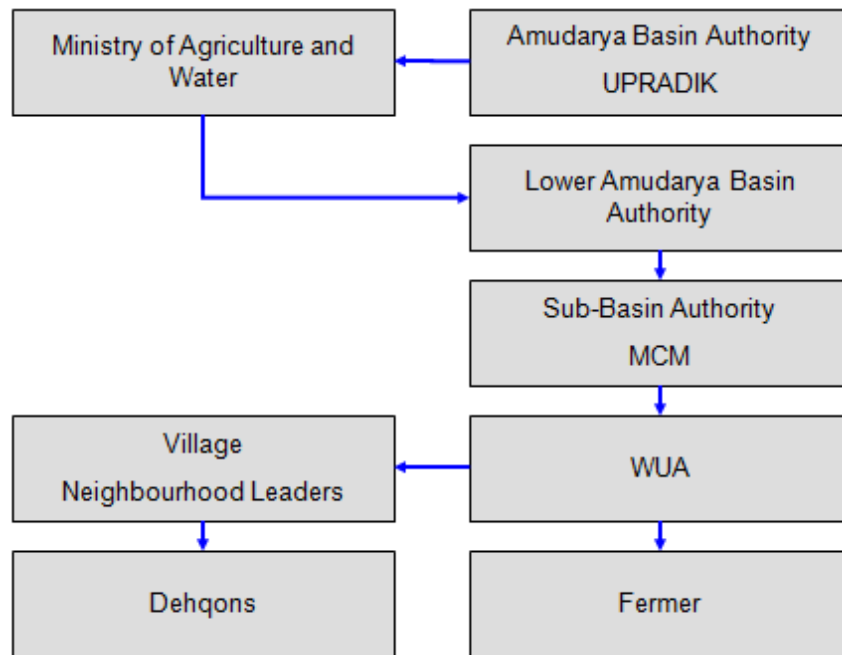 Ministry of Agriculture and
Water
Amudarya Basin Authority
UPRADIK
Lower Amudarya Basin
Authority
Sub-Basin Authority
MCM
Village
Neighbourhood Leaders
WUA
Dehqons
Fermer